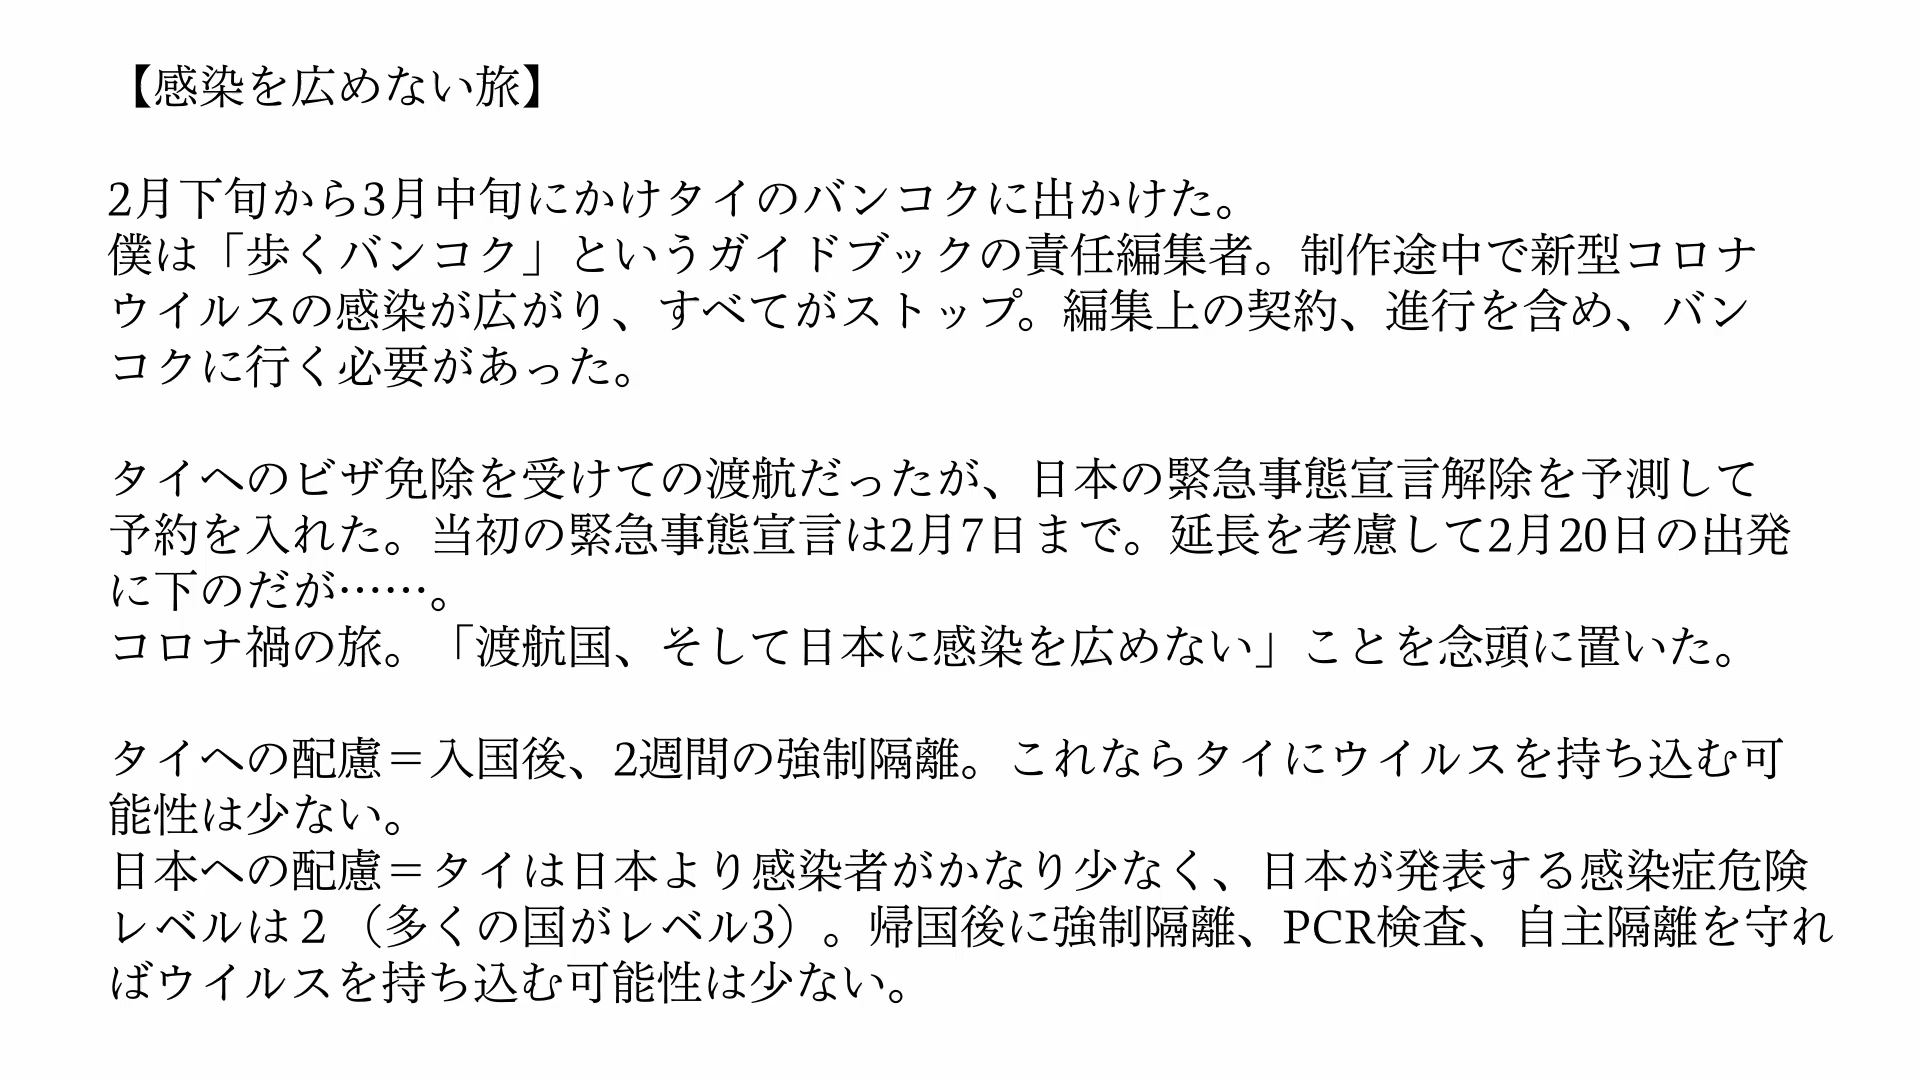 【感染を広めない旅】
2月下旬から3月中旬にかけタイのバンコクに出かけた。
僕は「歩くバンコク」というガイドブックの責任編集者。制作途中で新型コロナ
ウイルスの感染が広がり、すべてがストップ。編集上の契約、進行を含め、バン
コクに行く必要があった。
タイへのビザ免除を受けての渡航だったが、日本の緊急事態宣言解除を予測して
予約を入れた。当初の緊急事態宣言は2月7日まで。延長を考慮して2月20日の出発
に下のだが……。
コロナ禍の旅。「渡航国、そして日本に感染を広めない」ことを念頭に置いた。
タイへの配慮＝入国後、2週間の強制隔離。これならタイにウイルスを持ち込む可
能性は少ない。
日本への配慮＝タイは日本より感染者がかなり少なく、日本が発表する感染症危険
レベルは２（多くの国がレベル3）。帰国後に強制隔離、PCR検査、自主隔離を守れ
ばウイルスを持ち込む可能性は少ない。